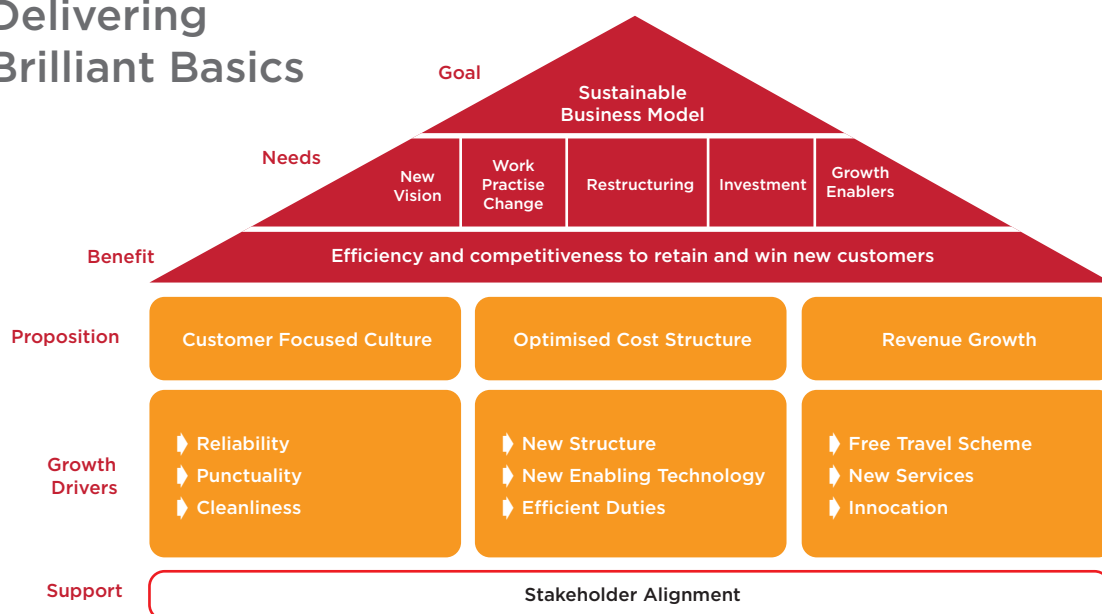 Delivering
Brilliant Basics
Goal
Sustainable
Business Model
Needs
New
Vision
Work
Practise
Change
Restructuring
Investment
Growth
Enablers
Benefit
Efficiency and competitiveness to retain and win new customers
Proposition
Customer Focused Culture
Optimised Cost Structure
Revenue Growth
Growth
Drivers
Reliability
Punctuality
Cleanliness
New Structure
New Enabling Technology
Efficient Duties
Free Travel Scheme
New Services
Innocation
Support
Stakeholder Alignment